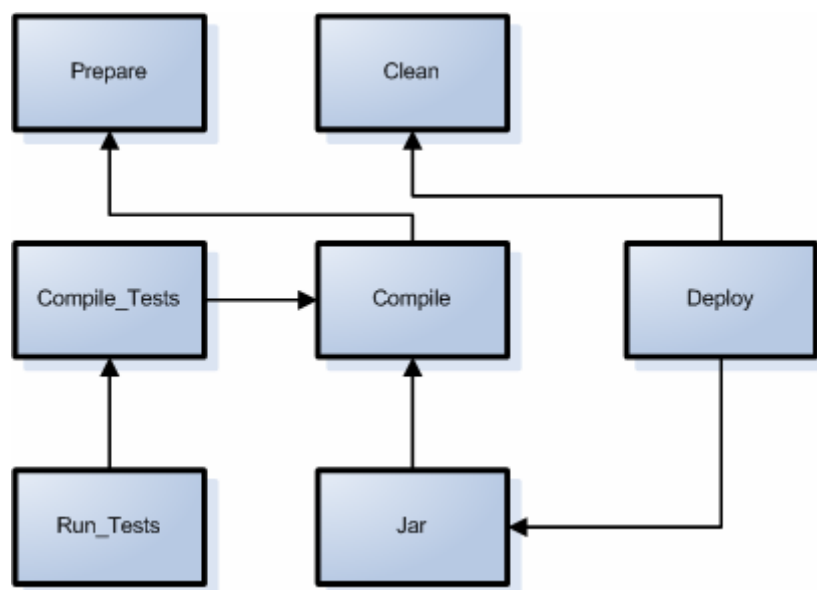 Prepare
Clean
Compile_Tests
Compile
Deploy
Run_Tests
Jar